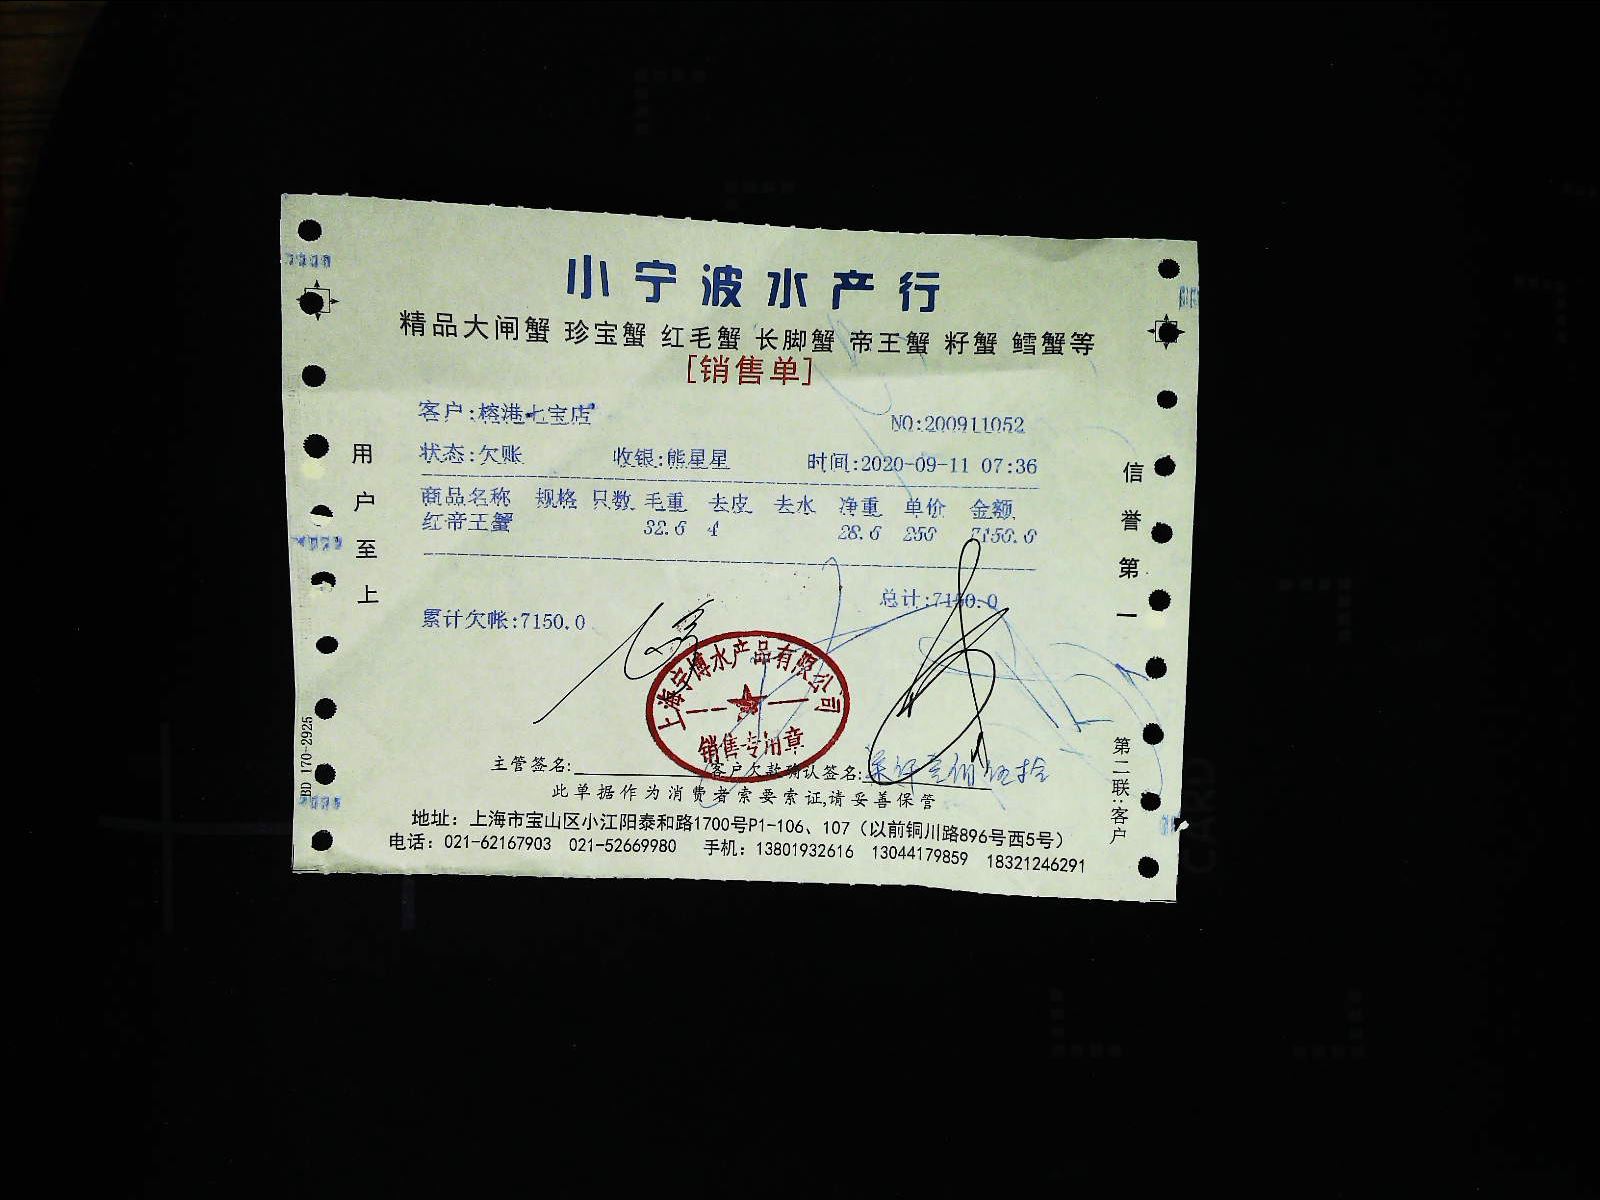 小宁波水产行
精品大闸蟹 珍宝蟹 红毛蟹 长脚蟹 帝王蟹 籽蟹 鳕蟹等
[销售单]
客户:榕港七宝店
NO:200911052
状态:欠账 收银:熊星星 时间:2020-09-11 07:36
商品名称 规格 只数 毛重 去皮 去水 净重 单价 金额
红帝王蟹 32.6 4 28.6 250 7150.0
总计:7150.0
累计欠帐:7150.0
上海宇博水产品有限公司
销售专用章
主管签名: 客户欠款确认签名: 柒仟壹佰伍拾
此单据作为消费者索要索证,请妥善保管
地址：上海市宝山区小江阳泰和路1700号P1-106、107（以前铜川路896号西5号）
电话：021-62167903 021-52669980 手机：13801932616 13044179859 18321246291
用户至上
信誉第一
第二联:客户
BD 170-2925
CARD